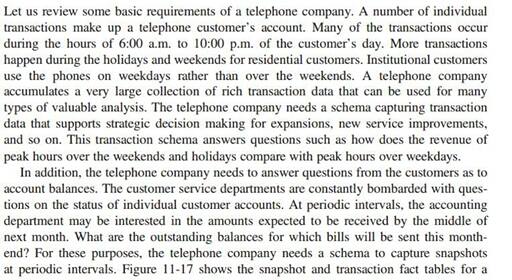 Let us review some basic requirements of a telephone company. A number of individual
transactions make up a telephone customer's account. Many of the transactions occur
during the hours of 6:00 a.m. to 10:00 p.m. of the customer's day. More transactions
happen during the holidays and weekends for residential customers. Institutional customers
use the phones on weekdays rather than over the weekends. A telephone company
accumulates a very large collection of rich transaction data that can be used for many
types of valuable analysis. The telephone company needs a schema capturing transaction
data that supports strategic decision making for expansions, new service improvements,
and so on. This transaction schema answers questions such as how does the revenue of
peak hours over the weekends and holidays compare with peak hours over weekdays.
In addition, the telephone company needs to answer questions from the customers as to
account balances. The customer service departments are constantly bombarded with ques-
tions on the status of individual customer accounts. At periodic intervals, the accounting
department may be interested in the amounts expected to be received by the middle of
next month. What are the outstanding balances for which bills will be sent this month-
end? For these purposes, the telephone company needs a schema to capture snapshots
at periodic intervals. Figure 11-17 shows the snapshot and transaction fact tables for a